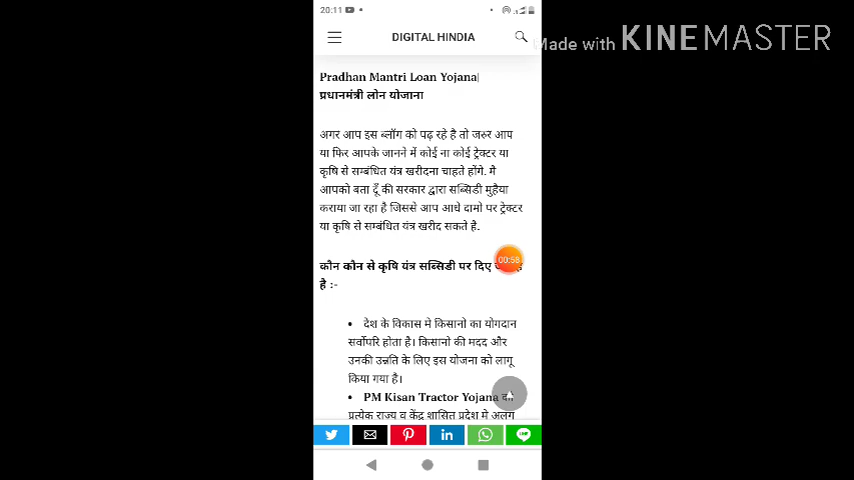 20:11
DIGITAL HINDIA
Made with KINEMASTER
Pradhan Mantri Loan Yojana|
प्रधानमंत्री लोन योजाना
अगर आप इस ब्लॉग को पढ़ रहे है तो जरुर आप
या फिर आपके जानने में कोई ना कोई ट्रेक्टर या
कृषि से सम्बंधित यंत्र खरीदना चाहते होंगे. मै
आपको बता दूँ की सरकार द्वारा सब्सिडी मुहैया
कराया जा रहा है जिससे आप आधे दामो पर ट्रेक्टर
या कृषि से सम्बंधित यंत्र खरीद सकते है.
00:58
कौन कौन से कृषि यंत्र सब्सिडी पर दिए
है :-
• देश के विकास मे किसानो का योगदान
सर्वोपरि होता है। किसानो की मदद और
उनकी उन्नति के लिए इस योजना को लागू
किया गया है।
• PM Kisan Tractor Yojana को
प्रत्येक राज्य व केंद्र शासित प्रदेश मे अलग